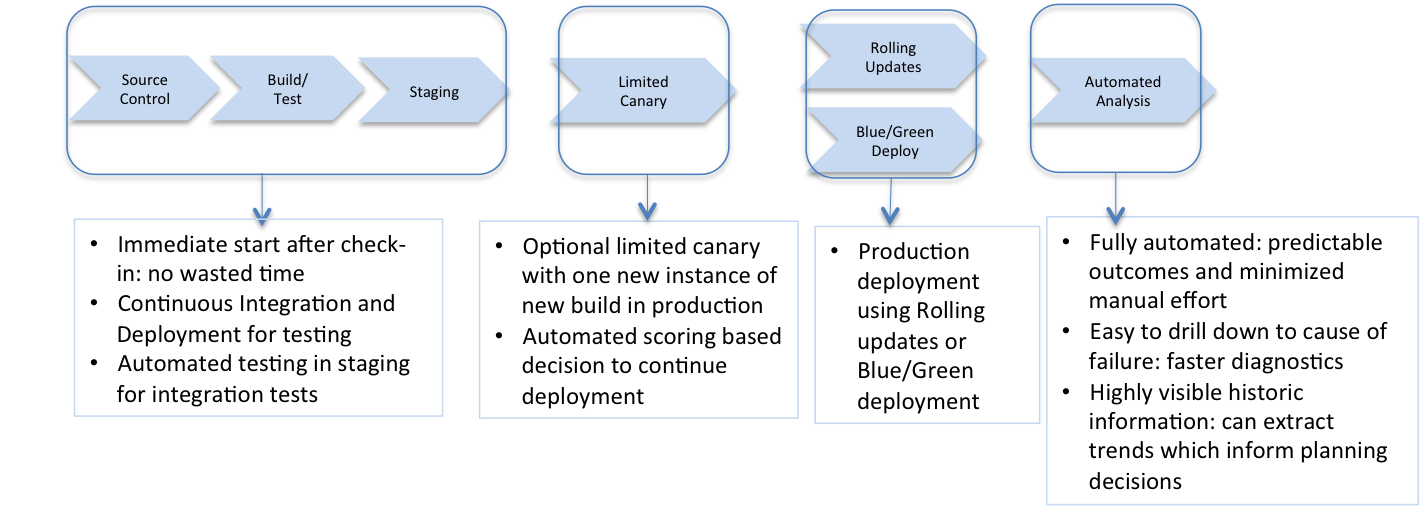 Source
Control
Build/
Test
Staging
Limited
Canary
Rolling
Updates
Blue/Green
Deploy
Automated
Analysis
• Immediate start after check-
in: no wasted time
• Continuous Integration and
Deployment for testing
• Automated testing in staging
for integration tests
• Optional limited canary
with one new instance of
new build in production
• Automated scoring based
decision to continue
deployment
• Production
deployment
using Rolling
updates or
Blue/Green
deployment
• Fully automated: predictable
outcomes and minimized
manual effort
• Easy to drill down to cause of
failure: faster diagnostics
• Highly visible historic
information: can extract
trends which inform planning
decisions